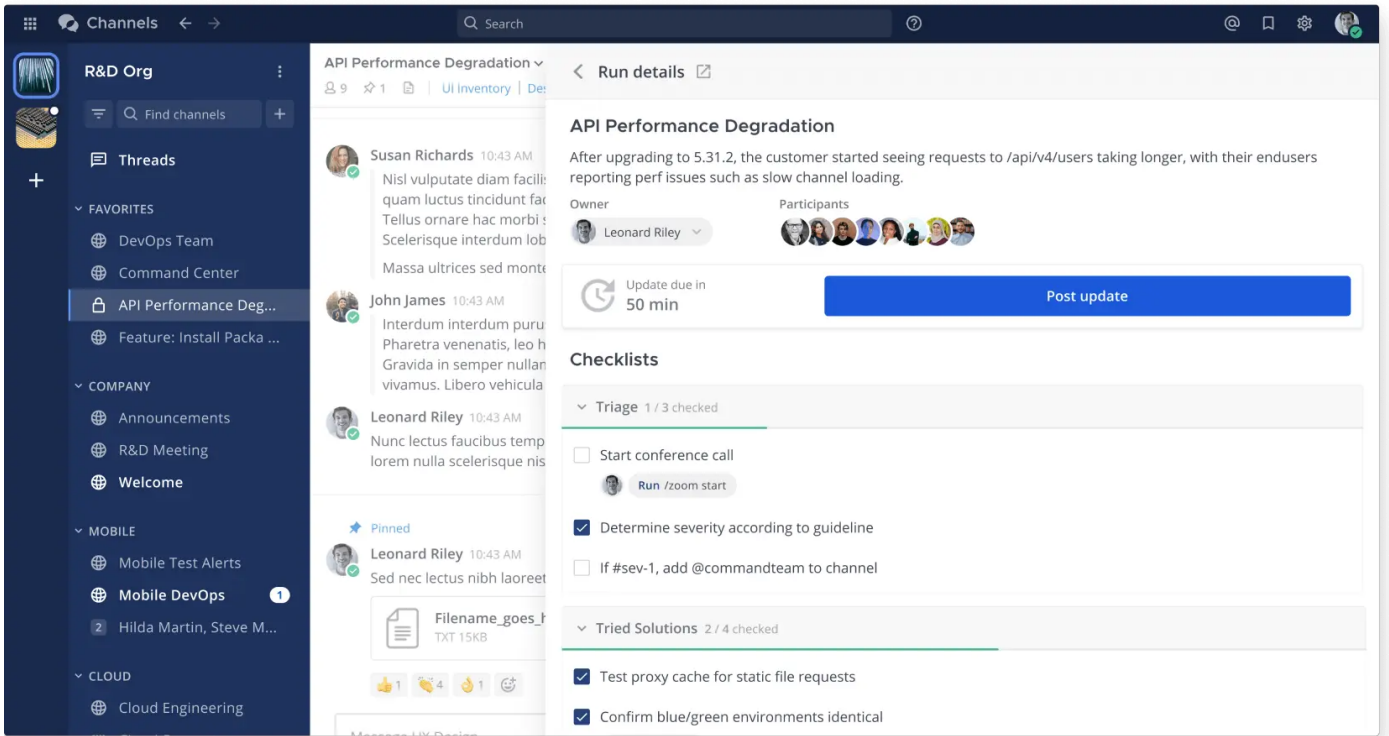 Channels
Search
R&D Org
Find channels
Threads
FAVORITES
DevOps Team
Command Center
API Performance Deg...
Feature: Install Packa ...
COMPANY
Announcements
R&D Meeting
Welcome
MOBILE
Mobile Test Alerts
Mobile DevOps 1
2 Hilda Martin, Steve M...
CLOUD
Cloud Engineering
API Performance Degradation
9 1 UI Inventory
Susan Richards 10:43 AM
Nisl vulputate diam
quam luctus tincidunt
Tellus ornare hac morbi
Scelerisque interdum
Massa ultrices sed
John James 10:43 AM
Interdum interdum
Pharetra venenatis, leo
Gravida in semper
vivamus. Libero vehicula
Leonard Riley 10:43 AM
Nunc lectus faucibus
lorem nulla scelerisque
Pinned
Leonard Riley 10:43 AM
Sed nec lectus nibh laoreet
Filename_goes_h
TXT 15KB
1 4 1
Run details
API Performance Degradation
After upgrading to 5.31.2, the customer started seeing requests to /api/v4/users taking longer, with their endusers
reporting perf issues such as slow channel loading.
Owner
Leonard Riley
Participants
Update due in
50 min
Post update
Checklists
Triage 1 / 3 checked
Start conference call
Run /zoom start
Determine severity according to guideline
If #sev-1, add @commandteam to channel
Tried Solutions 2 / 4 checked
Test proxy cache for static file requests
Confirm blue/green environments identical